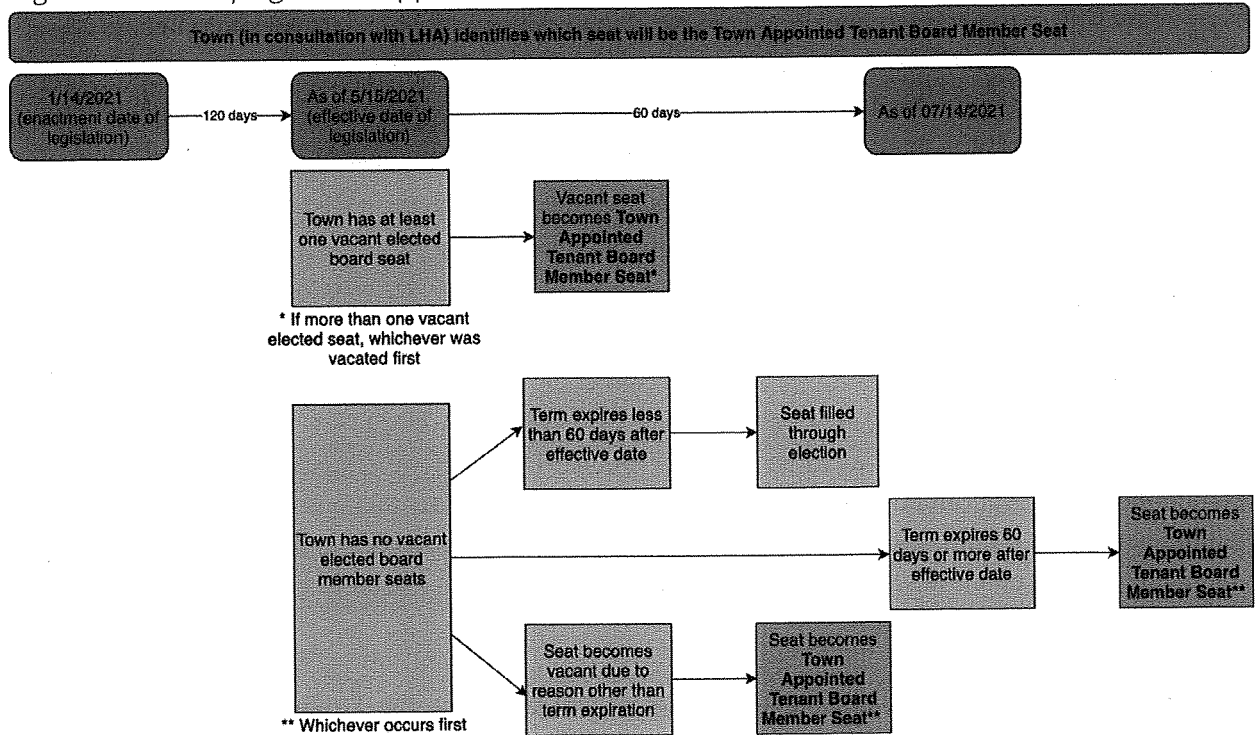 Town (in consultation with LHA) identifies which seat will be the Town Appointed Tenant Board Member Seat
1/14/2021
(enactment date of
legislation)
120 days
As of 5/15/2021
(effective date of
legislation)
60 days
As of 07/14/2021
Town has at least
one vacant elected
board seat
Vacant seat
becomes Town
Appointed
Tenant Board
Member Seat*
* If more than one vacant
elected seat, whichever was
vacated first
Town has no vacant
elected board
member seats
Term expires less
than 60 days after
effective date
Seat filled
through
election
Term expires 60
days or more after
effective date
Seat becomes
Town
Appointed
Tenant Board
Member Seat**
Seat becomes
vacant due to
reason other than
term expiration
Seat becomes
Town
Appointed
Tenant Board
Member Seat**
** Whichever occurs first